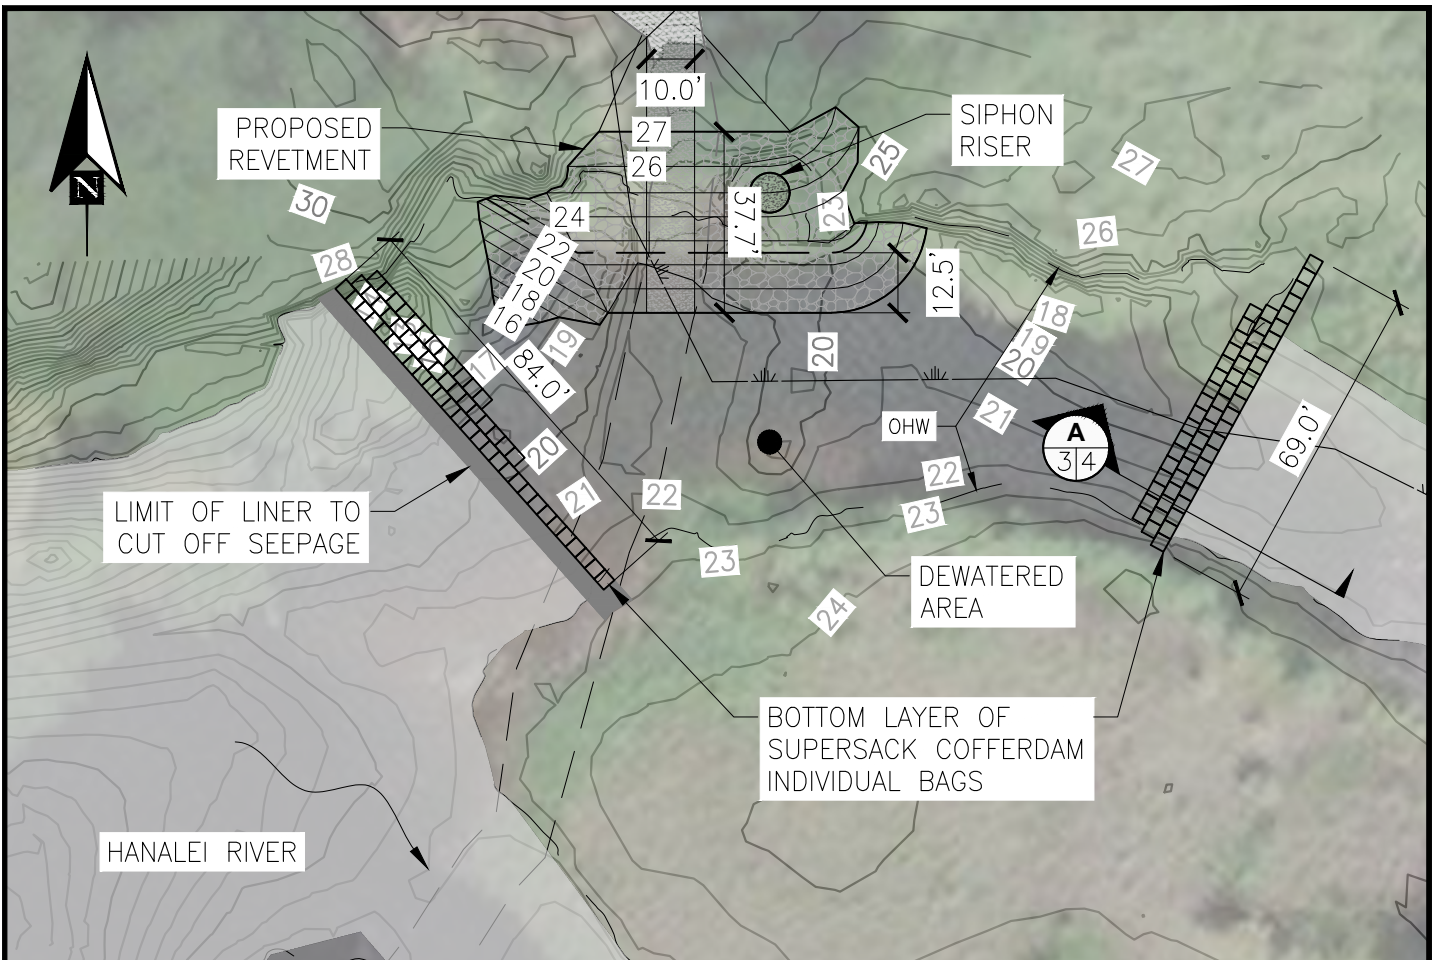 10.0'
PROPOSED
REVETMENT
27
26
SIPHON
RISER
25
27
N
30
24
23
37.7'
26
28
22
20
18
16
12.5'
17
19
84.0'
20
18
19
20
21
69.0'
OHW
A
3 4
20
21
22
22
23
LIMIT OF LINER TO
CUT OFF SEEPAGE
23
DEWATERED
AREA
24
BOTTOM LAYER OF
SUPERSACK COFFERDAM
INDIVIDUAL BAGS
HANALEI RIVER